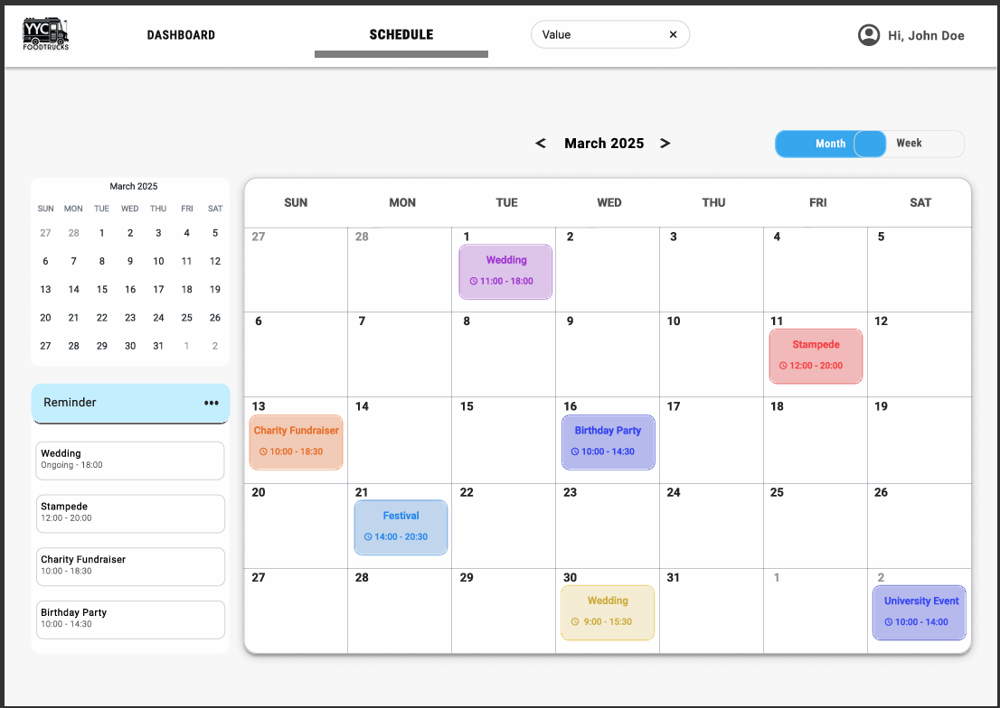 YYC
FOODTRUCKS
DASHBOARD
SCHEDULE
Value
Hi, John Doe
< March 2025 >
Month
Week
March 2025
SUN MON TUE WED THU FRI SAT
27 28 1 2 3 4 5
6 7 8 9 10 11 12
13 14 15 16 17 18 19
20 21 22 23 24 25 26
27 28 29 30 31 1 2
Reminder
Wedding
Ongoing - 18:00
Stampede
12:00 - 20:00
Charity Fundraiser
10:00 - 18:30
Birthday Party
10:00 - 14:30
SUN MON TUE WED THU FRI SAT
27 28 1 2 3 4 5
Wedding
11:00 - 18:00
6 7 8 9 10 11 12
Stampede
12:00 - 20:00
13 14 15 16 17 18 19
Charity Fundraiser
10:00 - 18:30
Birthday Party
10:00 - 14:30
20 21 22 23 24 25 26
Festival
14:00 - 20:30
27 28 29 30 31 1 2
Wedding
9:00 - 15:30
University Event
10:00 - 14:00